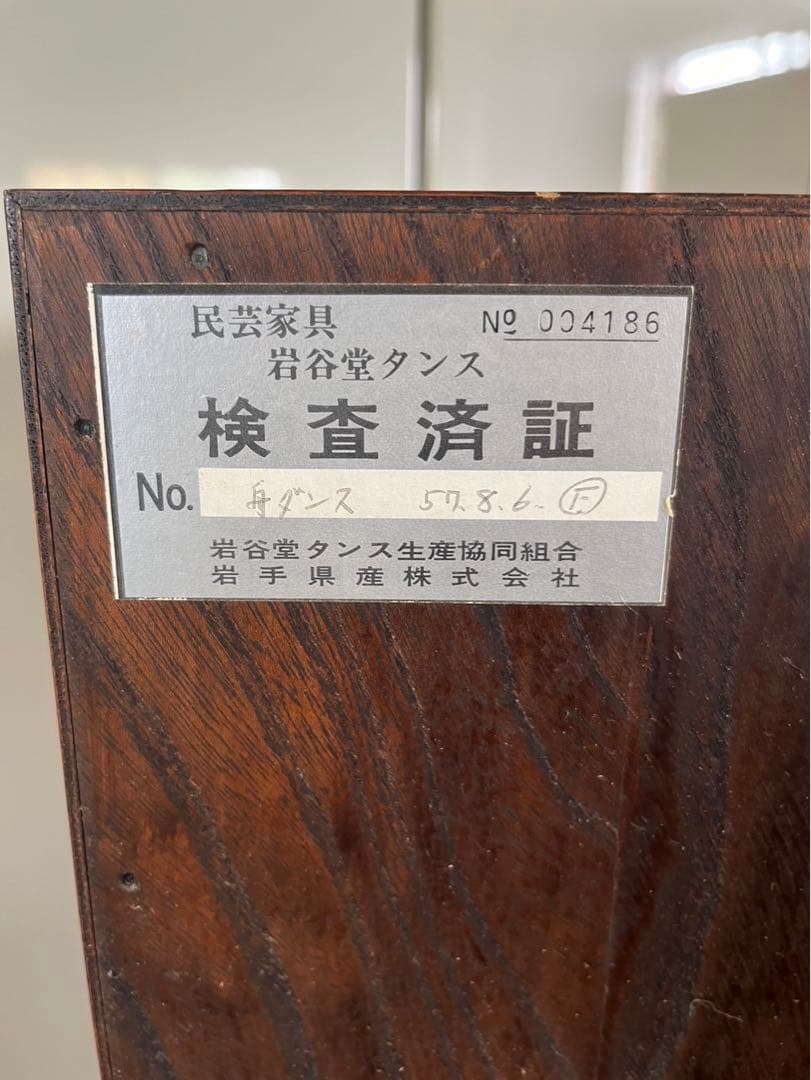 民芸家具 № 004186
岩谷堂タンス
検査済証
No. 舟ダンス 57.8.6.
岩谷堂タンス生産協同組合
岩手県産株式会社